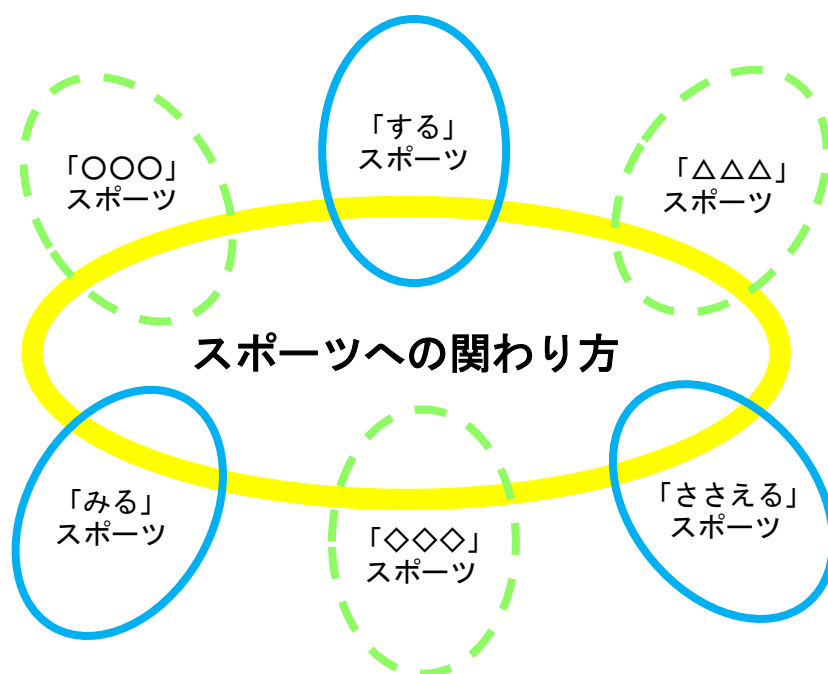 「する」
スポーツ
「〇〇〇」
スポーツ
「△△△」
スポーツ
スポーツへの関わり方
「みる」
スポーツ
「◇◇◇」
スポーツ
「ささえる」
スポーツ